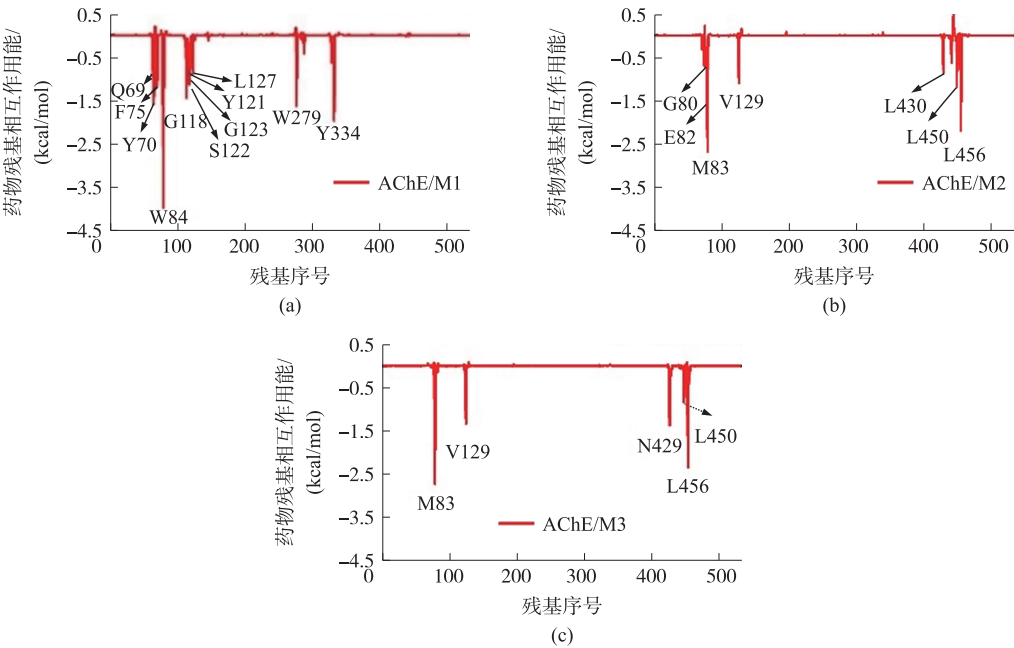 药物残基相互作用能/
(kcal/mol)
0.5
−0.5
−1.5
−2.5
−3.5
−4.5
Q69
F75
Y70
W84
G118
L127
Y121
G123
S122
W279
Y334
AChE/M1
0 100 200 300 400 500
残基序号
(a)
药物残基相互作用能/
(kcal/mol)
0.5
−0.5
−1.5
−2.5
−3.5
−4.5
G80
E82
M83
V129
L430
L450
L456
AChE/M2
0 100 200 300 400 500
残基序号
(b)
药物残基相互作用能/
(kcal/mol)
0.5
−0.5
−1.5
−2.5
−3.5
−4.5
M83
V129
N429
L450
L456
AChE/M3
0 100 200 300 400 500
残基序号
(c)